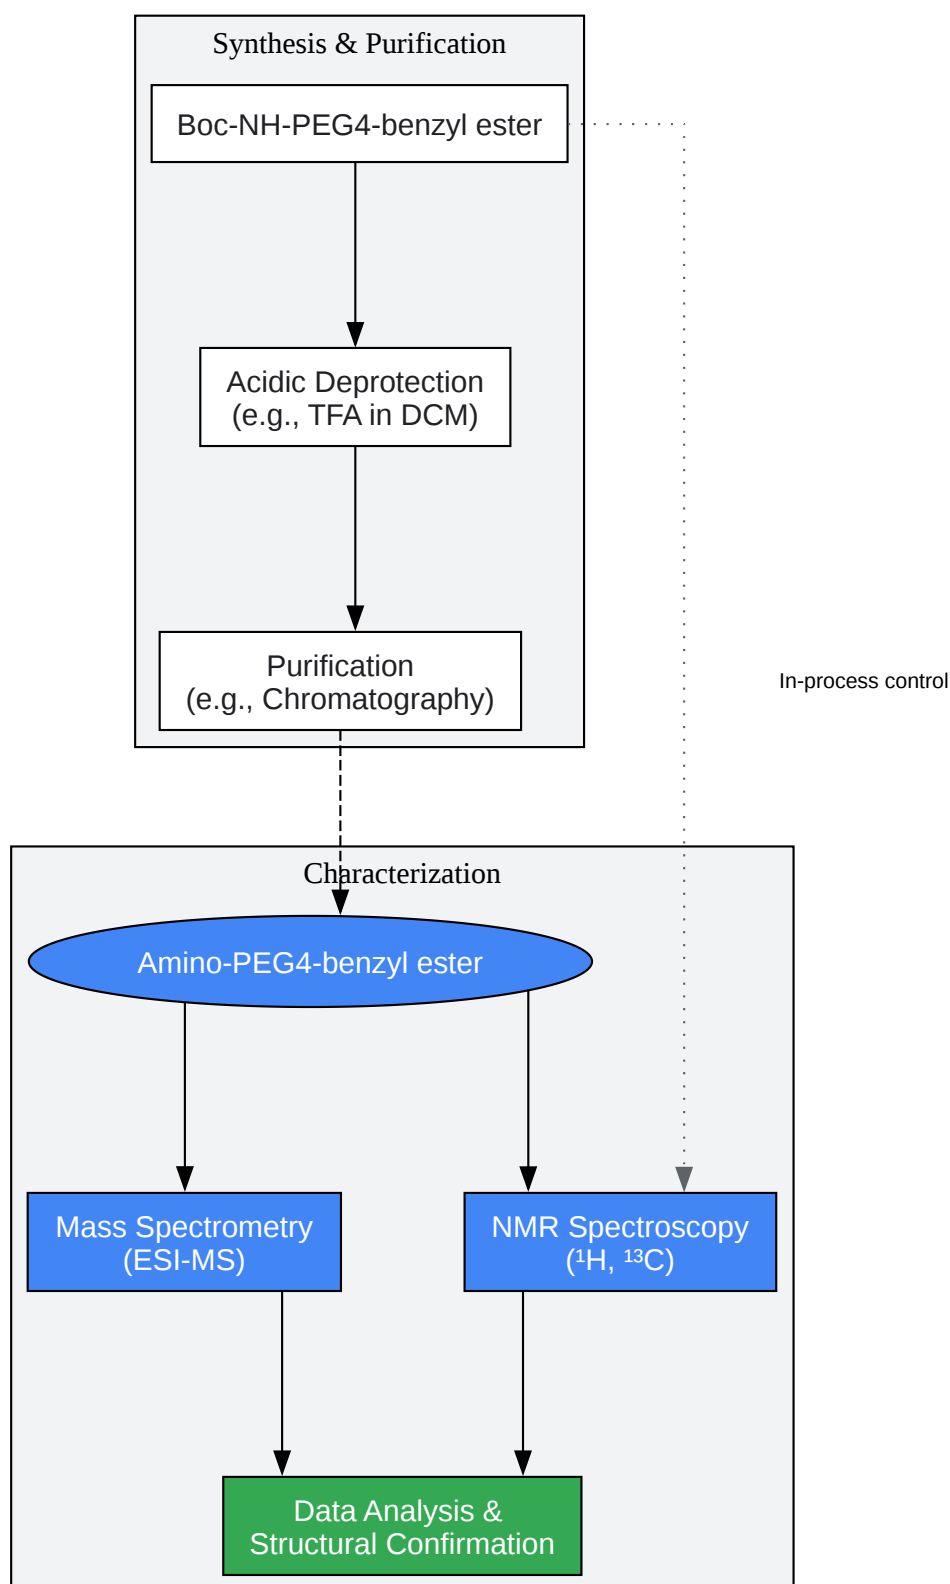 Synthesis & Purification
Boc-NH-PEG4-benzyl ester
Acidic Deprotection
(e.g., TFA in DCM)
Purification
(e.g., Chromatography)
In-process control
Characterization
Amino-PEG4-benzyl ester
Mass Spectrometry
(ESI-MS)
NMR Spectroscopy
(¹H, ¹³C)
Data Analysis &
Structural Confirmation